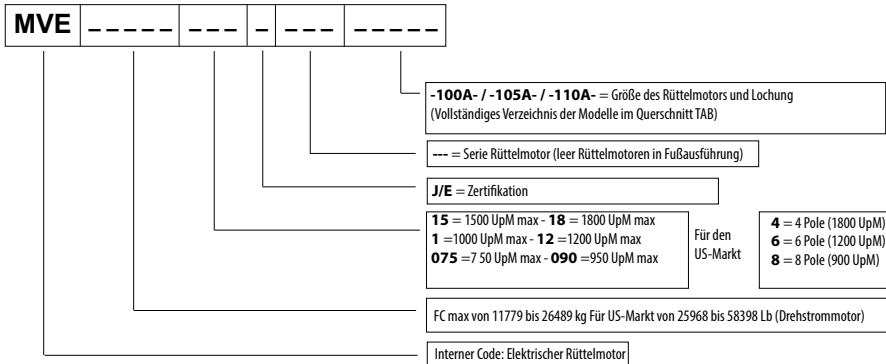 MVE _ _ _ _ _ _ _ _ _ _ _ _ _ _ _ _ _
-100A- / -105A- / -110A- = Größe des Rüttelmotors und Lochung
(Vollständiges Verzeichnis der Modelle im Querschnitt TAB)
--- = Serie Rüttelmotor (leer Rüttelmotoren in Fußausführung)
J/E = Zertifikation
15 = 1500 UpM max - 18 = 1800 UpM max
1 =1000 UpM max - 12 =1200 UpM max
075 =7 50 UpM max - 090 =950 UpM max
Für den
US-Markt
4 = 4 Pole (1800 UpM)
6 = 6 Pole (1200 UpM)
8 = 8 Pole (900 UpM)
FC max von 11779 bis 26489 kg Für US-Markt von 25968 bis 58398 Lb (Drehstrommotor)
Interner Code: Elektrischer Rüttelmotor